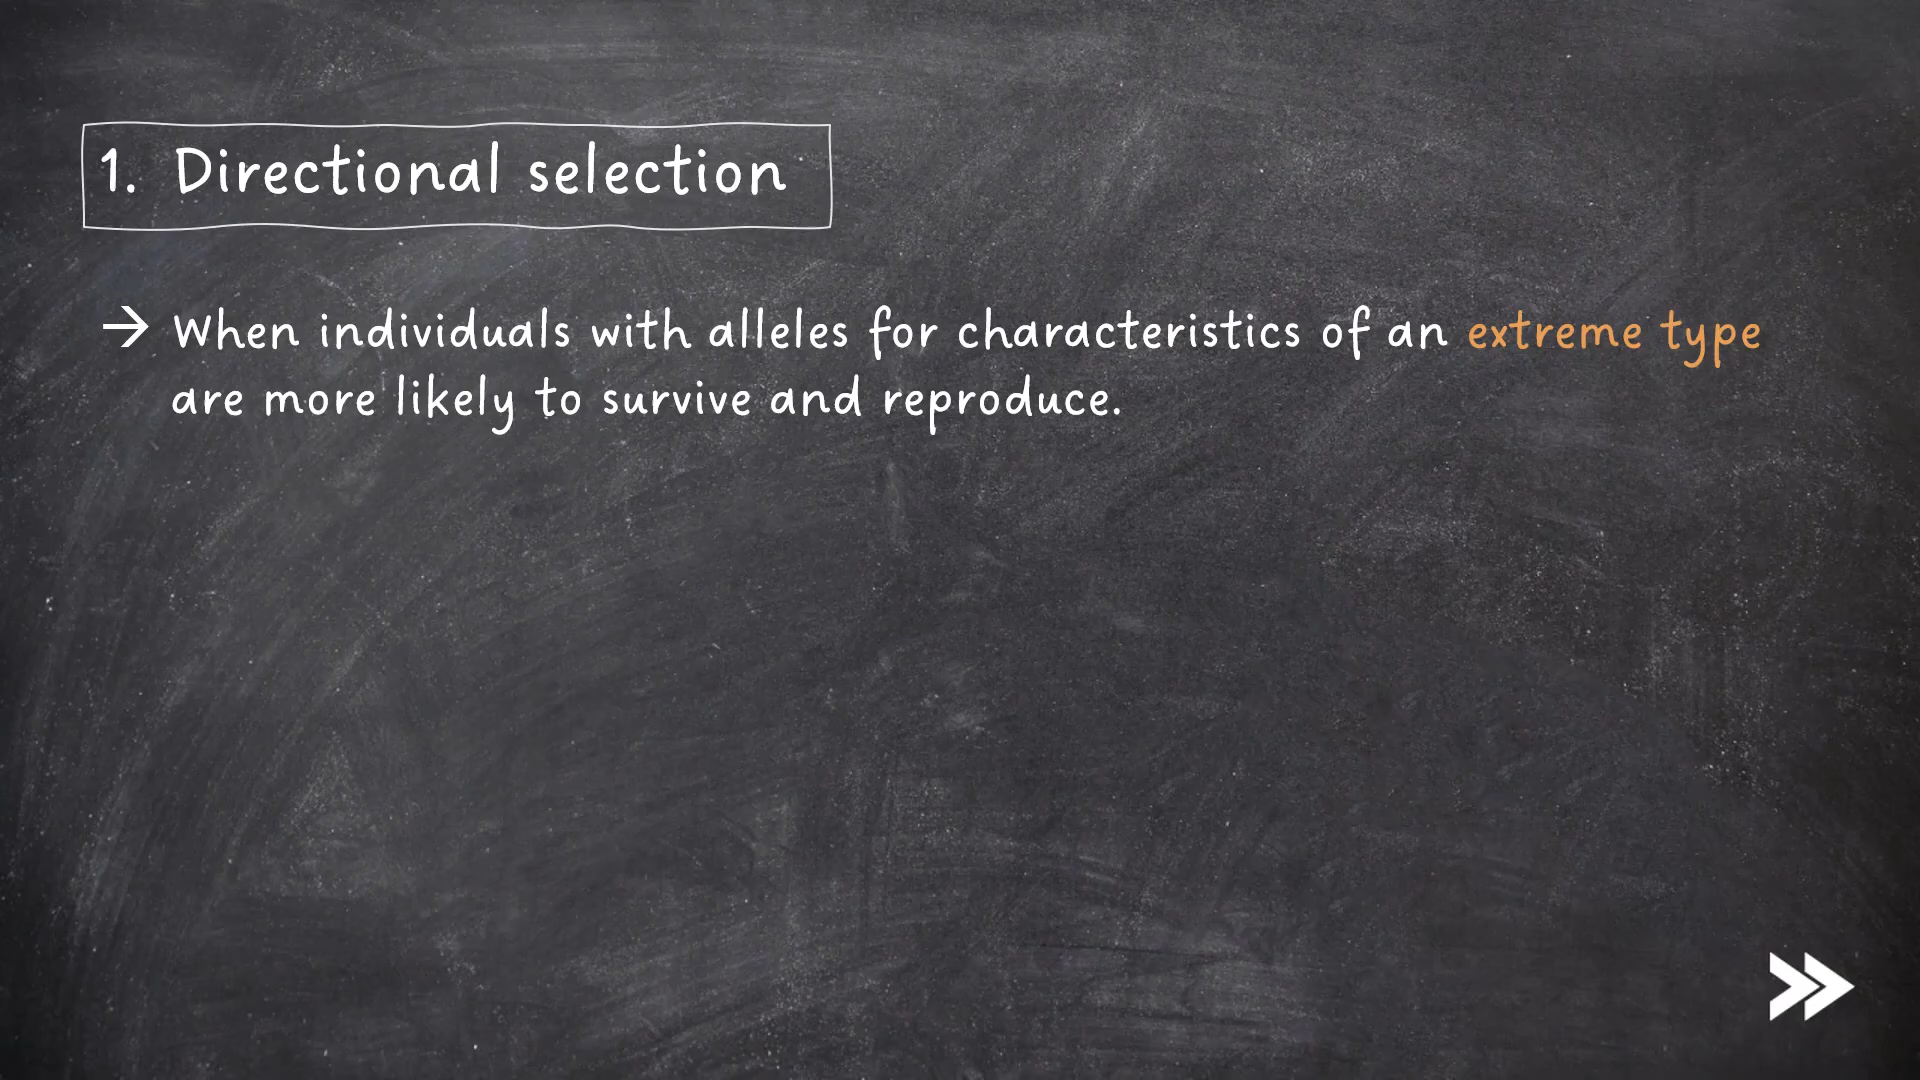 1. Directional selection
→ When individuals with alleles for characteristics of an extreme type
are more likely to survive and reproduce.